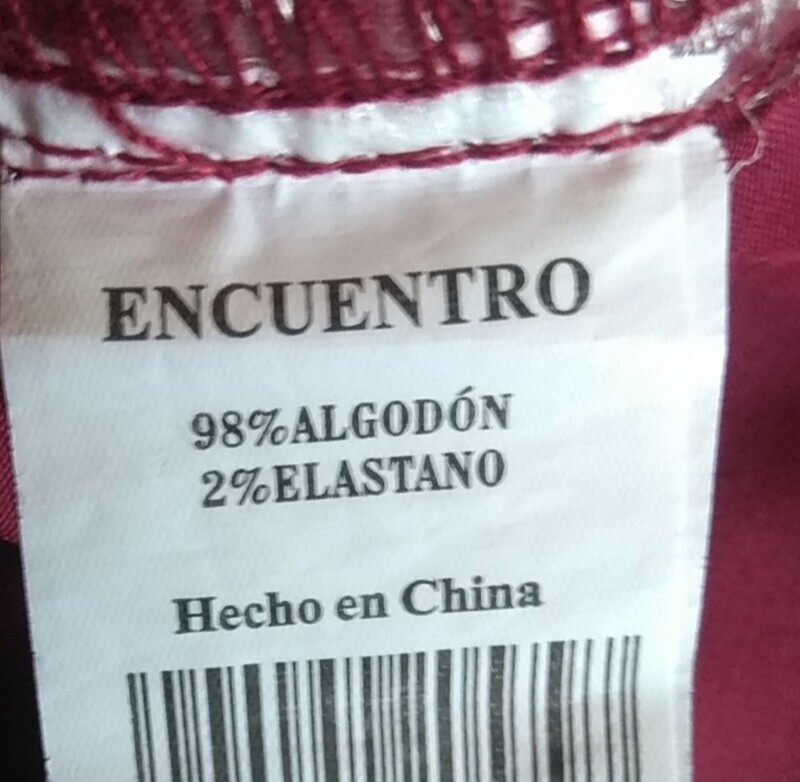 ENCUENTRO
98%ALGODÓN
2%ELASTANO
Hecho en China